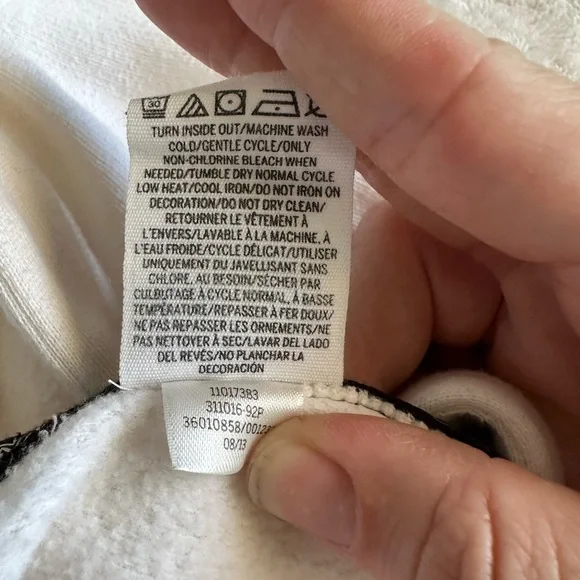 30
TURN INSIDE OUT/MACHINE WASH
COLD/GENTLE CYCLE/ONLY
NON-CHLORINE BLEACH WHEN
NEEDED/TUMBLE DRY NORMAL CYCLE
LOW HEAT/COOL IRON/DO NOT IRON ON
DECORATION/DO NOT DRY CLEAN/
RETOURNER LE VÊTEMENT À
L'ENVERS/LAVABLE À LA MACHINE, À
L'EAU FROIDE/CYCLE DÉLICAT/UTILISER
UNIQUEMENT DU JAVELLISANT SANS
CHLORE, AU BESOIN/SÉCHER PAR
CULBUTAGE À CYCLE NORMAL, À BASSE
TEMPÉRATURE/REPASSER À FER DOUX/
NE PAS REPASSER LES ORNEMENTS/NE
PAS NETTOYER À SEC/LAVAR DEL LADO
DEL REVÉS/NO PLANCHAR LA
DECORACIÓN
11017383
311016-92P
36010858/00123
08/13